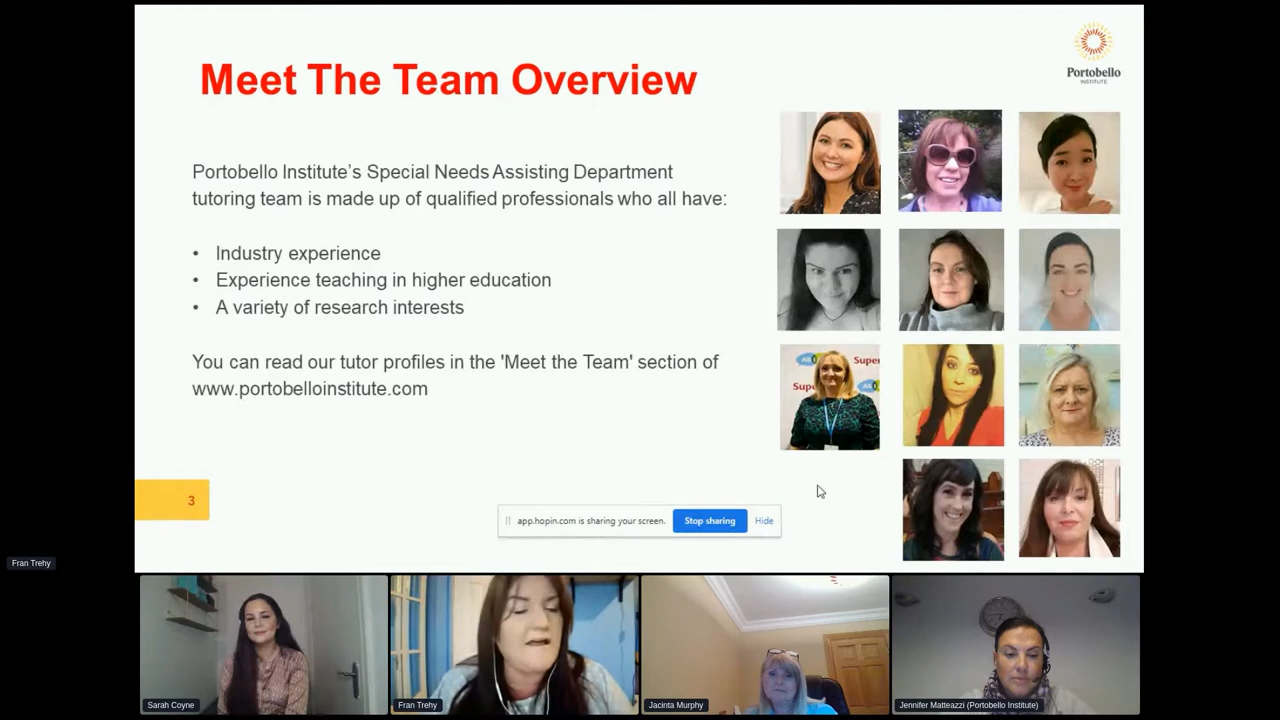 Meet The Team Overview
Portobello
INSTITUTE
Portobello Institute's Special Needs Assisting Department
tutoring team is made up of qualified professionals who all have:
• Industry experience
• Experience teaching in higher education
• A variety of research interests
You can read our tutor profiles in the 'Meet the Team' section of
www.portobelloinstitute.com
Super
Sup
3
app.hopin.com is sharing your screen. Stop sharing Hide
Fran Trehy
Sarah Coyne
Fran Trehy
Jacinta Murphy
Jennifer Matteazzi (Portobello Institute)